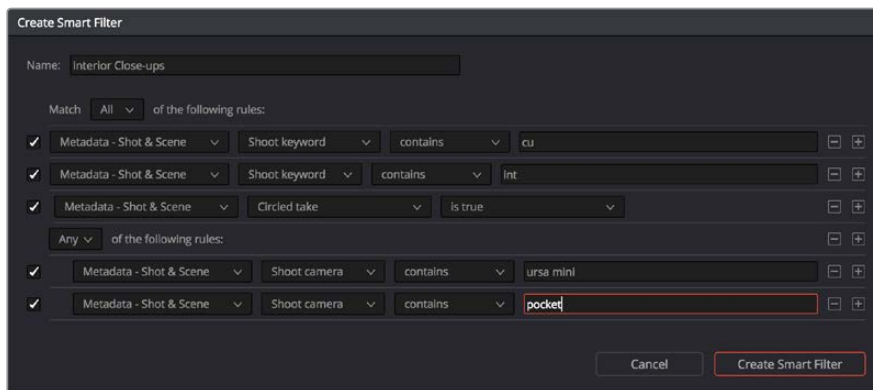 Create Smart Filter
Name: Interior Close-ups
Match All of the following rules:
Metadata - Shot & Scene Shoot keyword contains cu
Metadata - Shot & Scene Shoot keyword contains int
Metadata - Shot & Scene Circled take is true
Any of the following rules:
Metadata - Shot & Scene Shoot camera contains ursa mini
Metadata - Shot & Scene Shoot camera contains pocket
Cancel Create Smart Filter